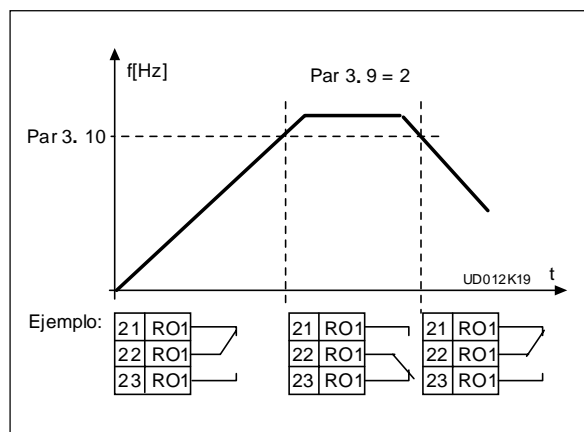 f[Hz]
Par 3. 9 = 2
Par 3. 10
UD012K19
t
Ejemplo:
21 RO1
22 RO1
23 RO1
21 RO1
22 RO1
23 RO1
21 RO1
22 RO1
23 RO1